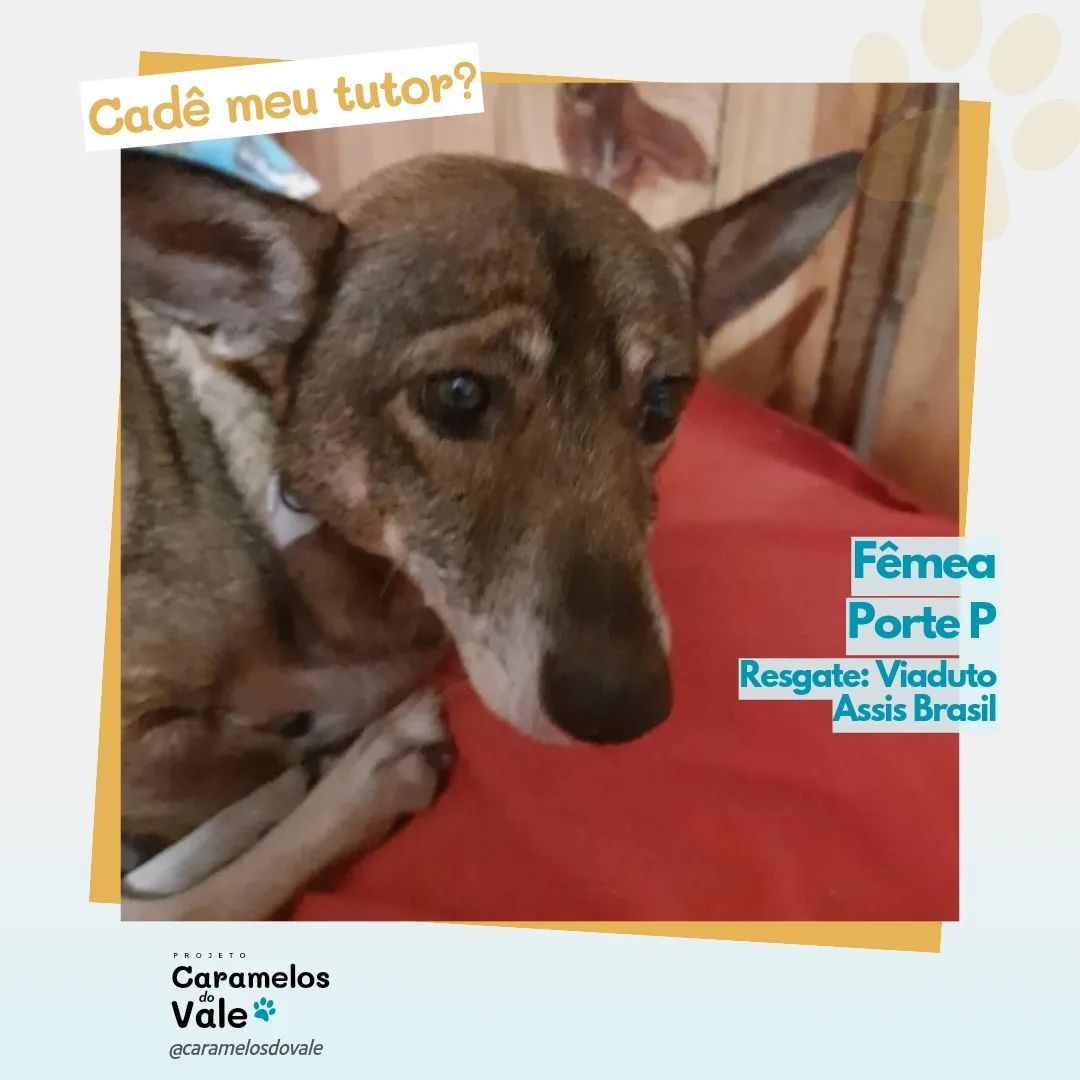 Cadê meu tutor?
Fêmea
Porte P
Resgate: Viaduto
Assis Brasil
PROJETO
Caramelos
do
Vale
@caramelosdovale